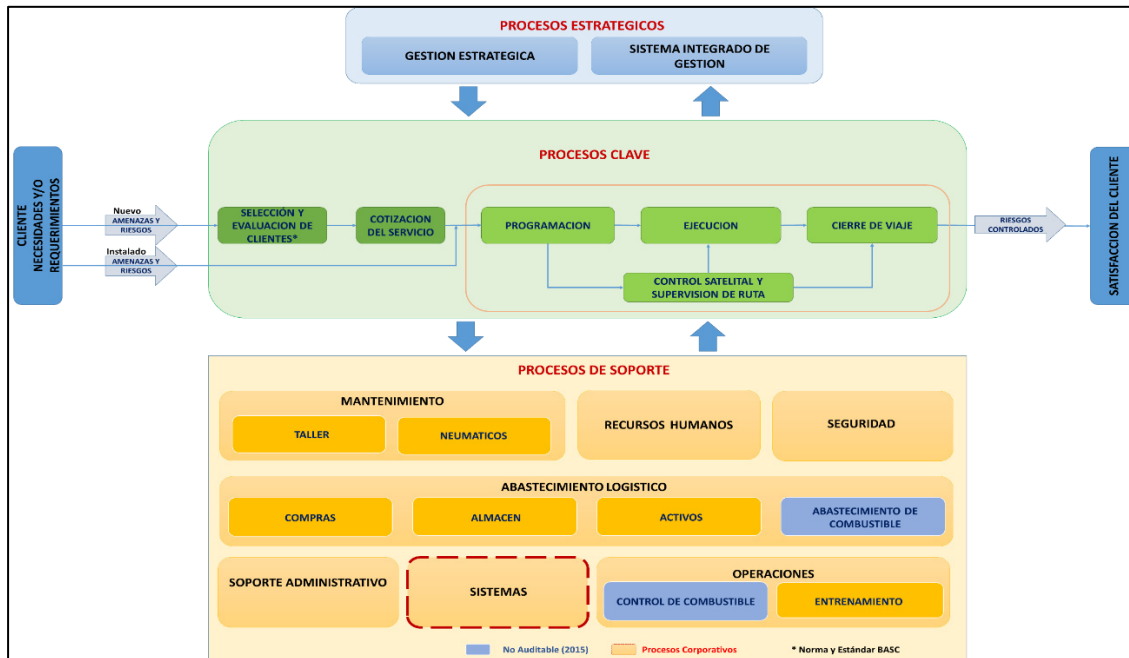 PROCESOS ESTRATEGICOS
GESTION ESTRATEGICA
SISTEMA INTEGRADO DE
GESTION
PROCESOS CLAVE
CLIENTE
NECESIDADES Y/O
REQUERIMIENTOS
Nuevo
AMENAZAS Y
RIESGOS
Instalado
AMENAZAS Y
RIESGOS
SELECCIÓN Y
EVALUACION DE
CLIENTES*
COTIZACION
DEL SERVICIO
PROGRAMACION
EJECUCION
CIERRE DE VIAJE
CONTROL SATELITAL Y
SUPERVISION DE RUTA
RIESGOS
CONTROLADOS
SATISFACCION DEL CLIENTE
PROCESOS DE SOPORTE
MANTENIMIENTO
TALLER
NEUMATICOS
RECURSOS HUMANOS
SEGURIDAD
ABASTECIMIENTO LOGISTICO
COMPRAS
ALMACEN
ACTIVOS
ABASTECIMIENTO DE
COMBUSTIBLE
SOPORTE ADMINISTRATIVO
SISTEMAS
OPERACIONES
CONTROL DE COMBUSTIBLE
ENTRENAMIENTO
No Auditable (2015)
Procesos Corporativos
* Norma y Estándar BASC